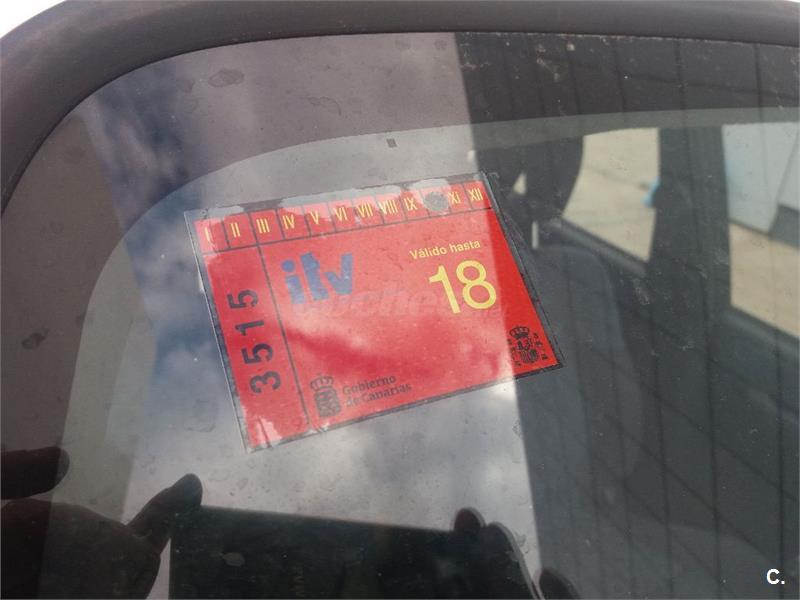 I II III IV V VI VII VIII IX XI XII
itv
Válido hasta
18
3515
Gobierno
de Canarias
C.